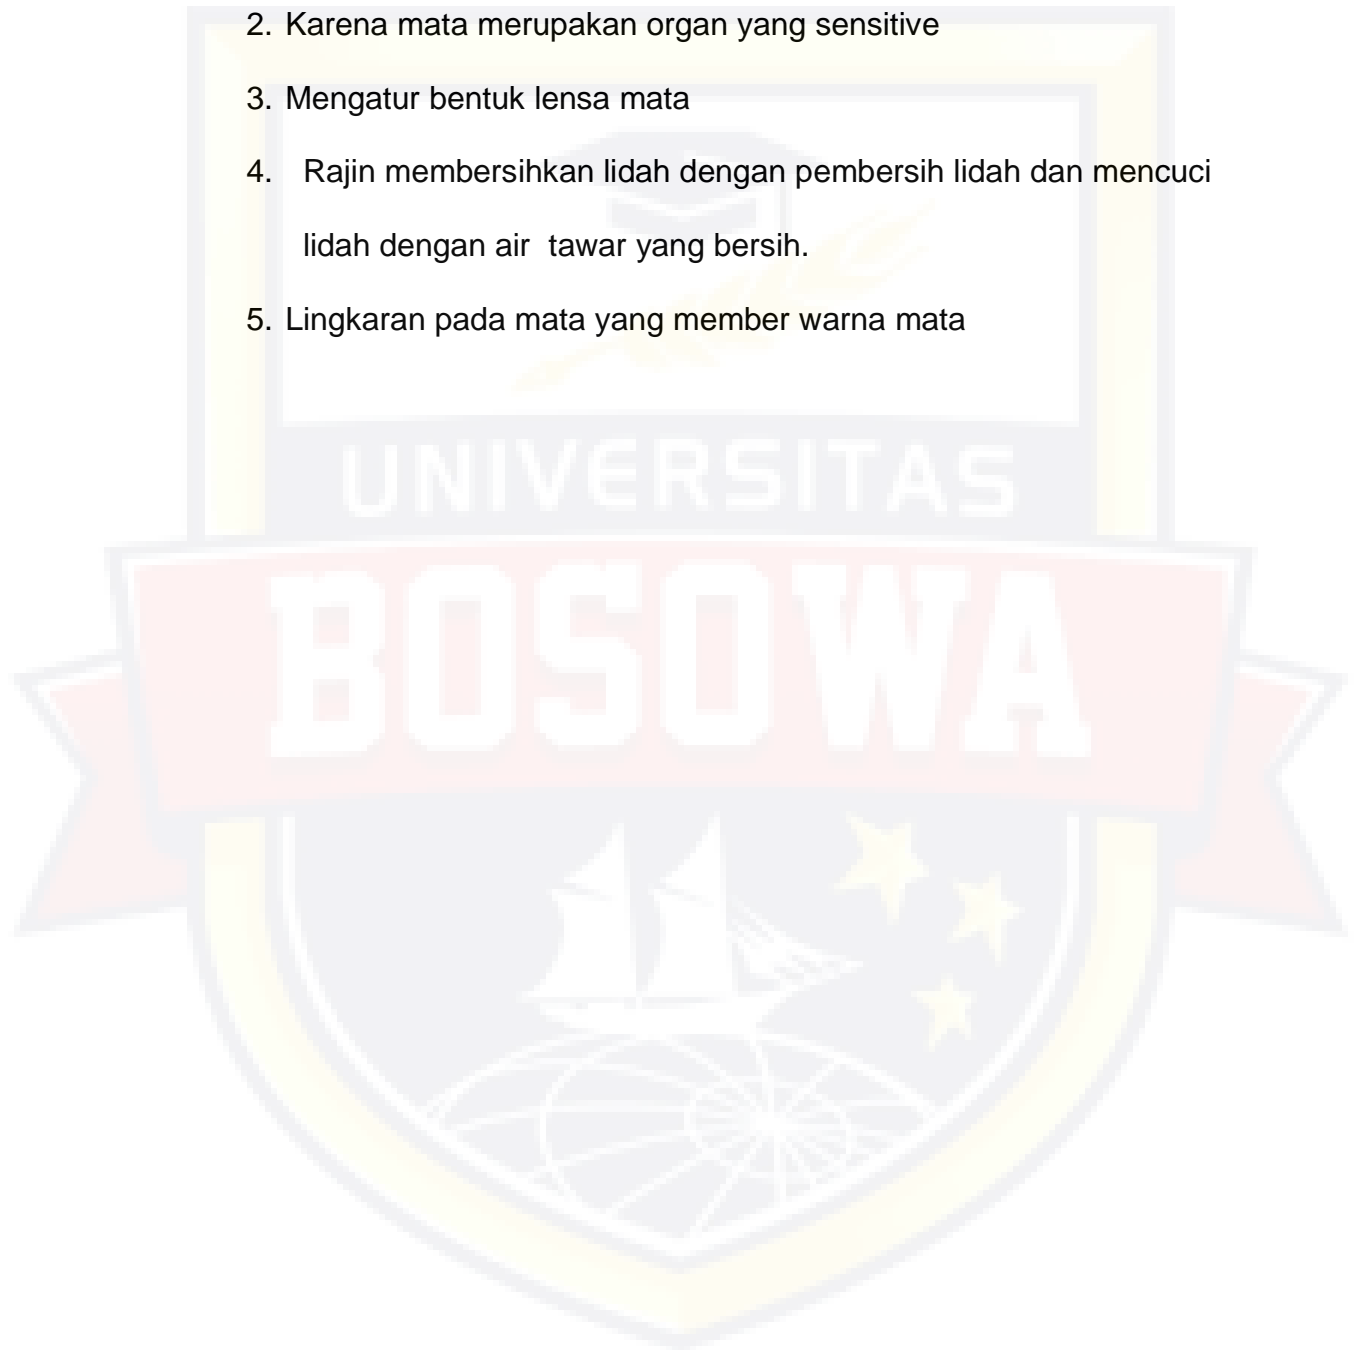 2. Karena mata merupakan organ yang sensitive
3. Mengatur bentuk lensa mata
4. Rajin membersihkan lidah dengan pembersih lidah dan mencuci
lidah dengan air  tawar yang bersih.
5. Lingkaran pada mata yang member warna mata
UNIVERSITAS
BOSOWA